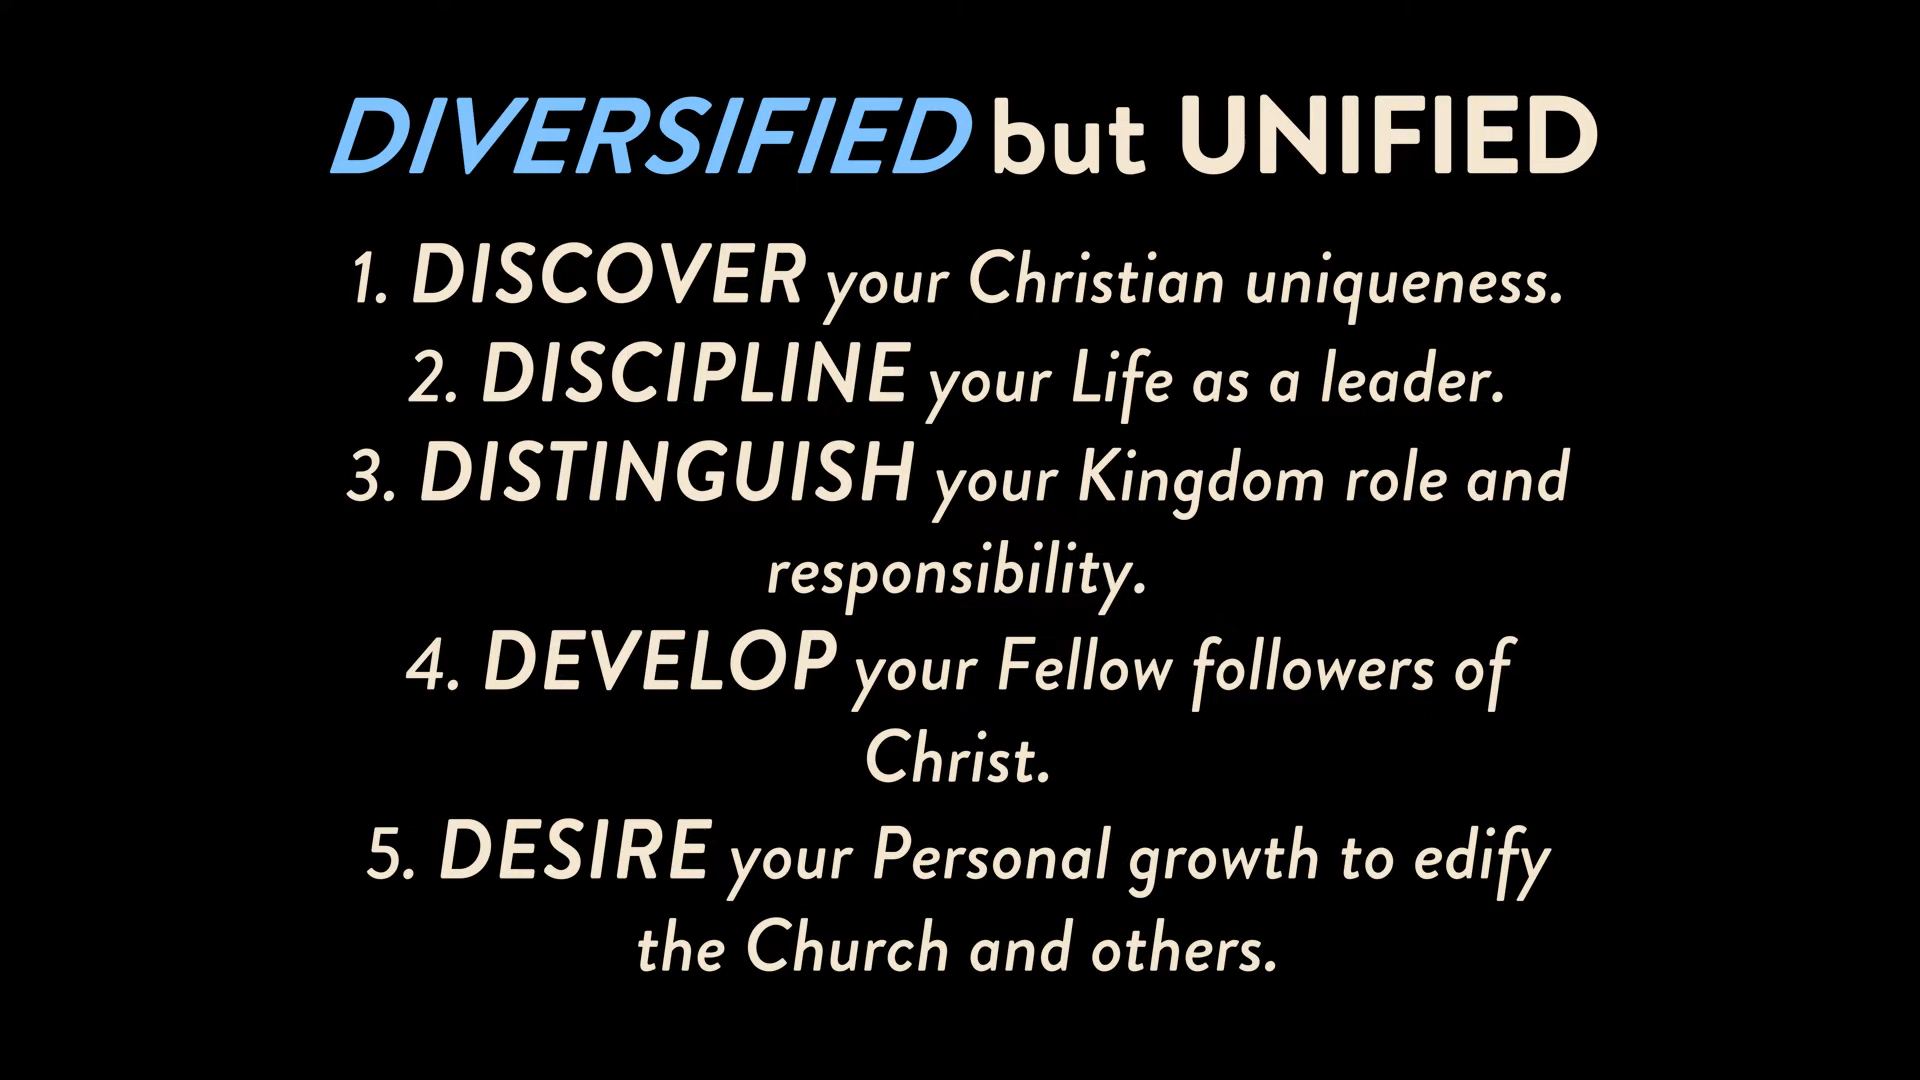 DIVERSIFIED but UNIFIED
1. DISCOVER your Christian uniqueness.
2. DISCIPLINE your Life as a leader.
3. DISTINGUISH your Kingdom role and
responsibility.
4. DEVELOP your Fellow followers of
Christ.
5. DESIRE your Personal growth to edify
the Church and others.